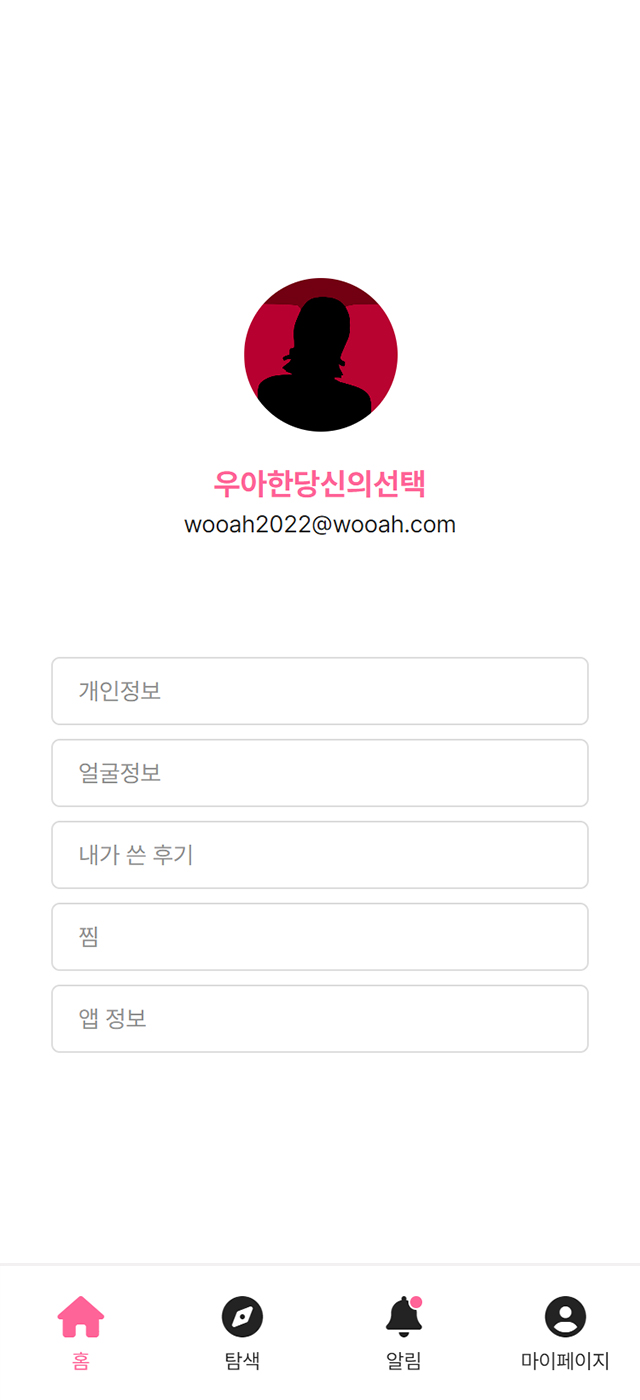 우아한당신의선택
wooah2022@wooah.com
개인정보
얼굴정보
내가 쓴 후기
찜
앱 정보
홈
탐색
알림
마이페이지